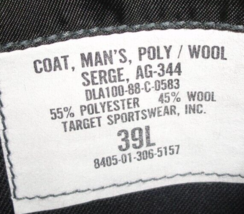 COAT, MAN'S, POLY / WOOL
SERGE, AG-344
DLA100-88-C-0583
55% POLYESTER 45% WOOL
TARGET SPORTSWEAR, INC.
39L
8405-01-306-5157